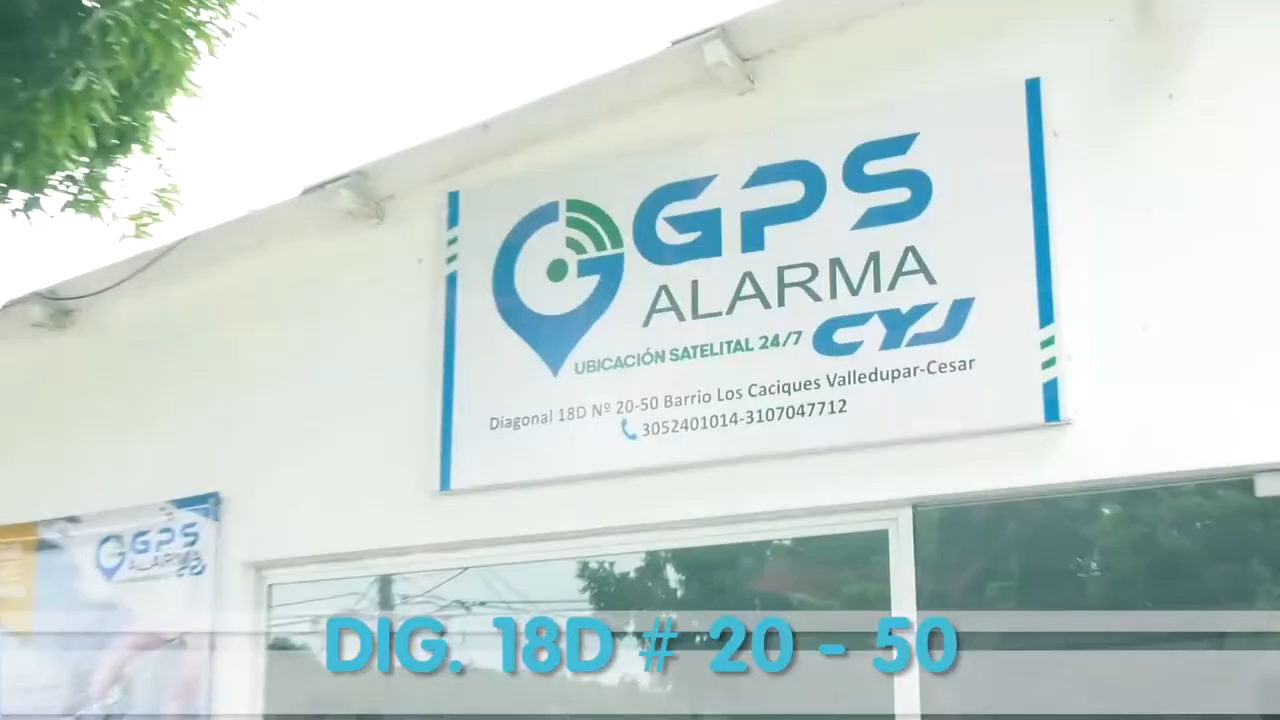 GPS
ALARMA
UBICACIÓN SATELITAL 24/7 CYJ
Diagonal 18D Nº 20-50 Barrio Los Caciques Valledupar-Cesar
3052401014-3107047712
GPS
ALARMA
DIG. 18D # 20 - 50